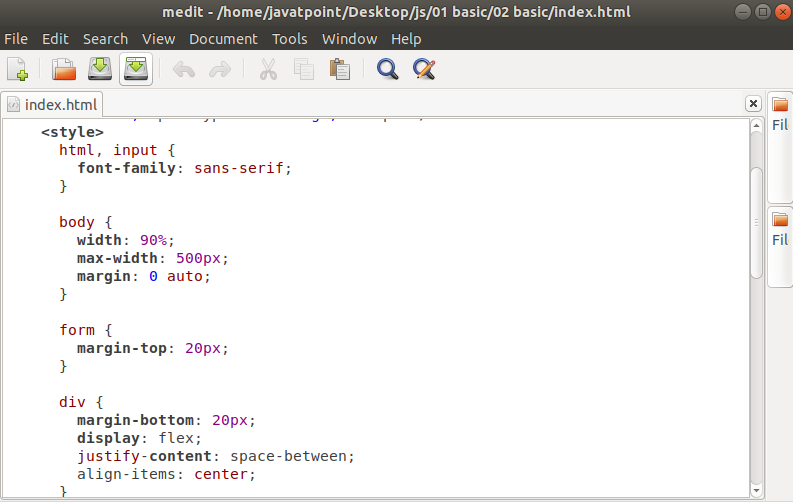 medit - /home/javatpoint/Desktop/js/01 basic/02 basic/index.html
File Edit Search View Document Tools Window Help
index.html
Fil
Fil
<style>
html, input {
font-family: sans-serif;
}
body {
width: 90%;
max-width: 500px;
margin: 0 auto;
}
form {
margin-top: 20px;
}
div {
margin-bottom: 20px;
display: flex;
justify-content: space-between;
align-items: center;
}